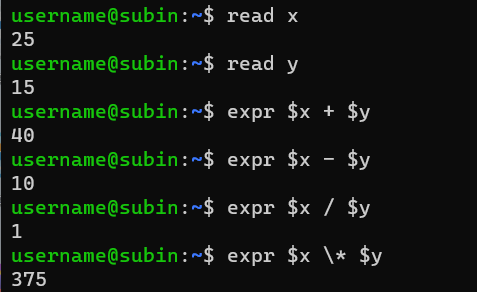 username@subin:~$ read x
25
username@subin:~$ read y
15
username@subin:~$ expr $x + $y
40
username@subin:~$ expr $x - $y
10
username@subin:~$ expr $x / $y
1
username@subin:~$ expr $x \* $y
375